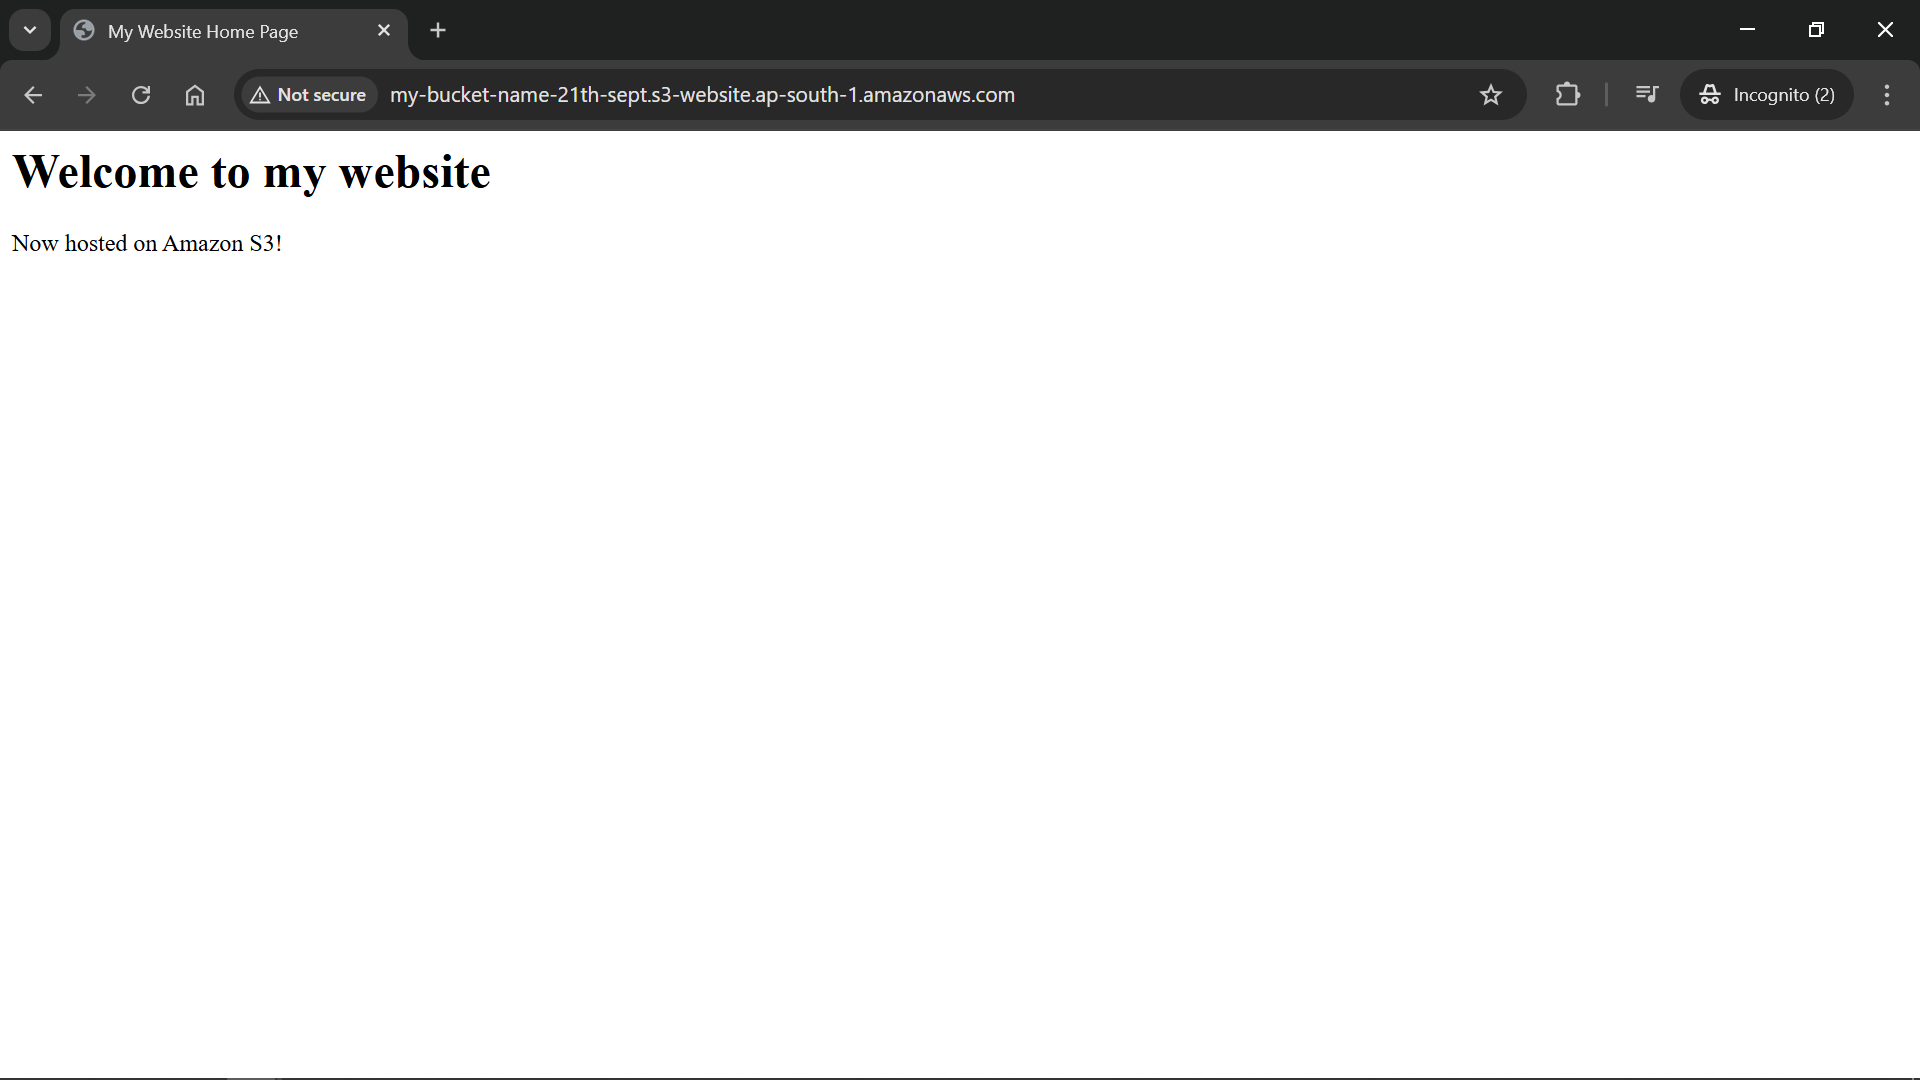 My Website Home Page
Not secure
my-bucket-name-21th-sept.s3-website.ap-south-1.amazonaws.com
Incognito (2)
Welcome to my website
Now hosted on Amazon S3!